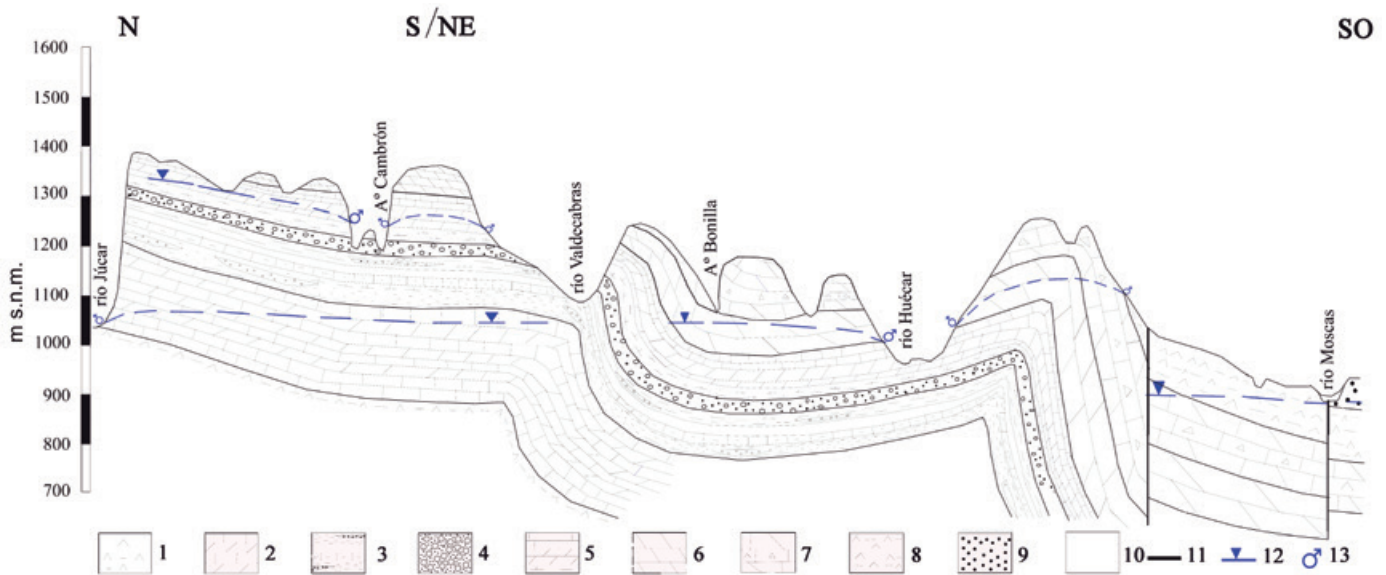 N S/NE SO
1600
1500
1400
1300
1200
1100
1000
900
800
700
m s.n.m.
río Júcar
Aº Cambrón
río Valdecabras
Aº Bonilla
río Huécar
río Moscas
1 2 3 4 5 6 7 8 9 10 11 12 13